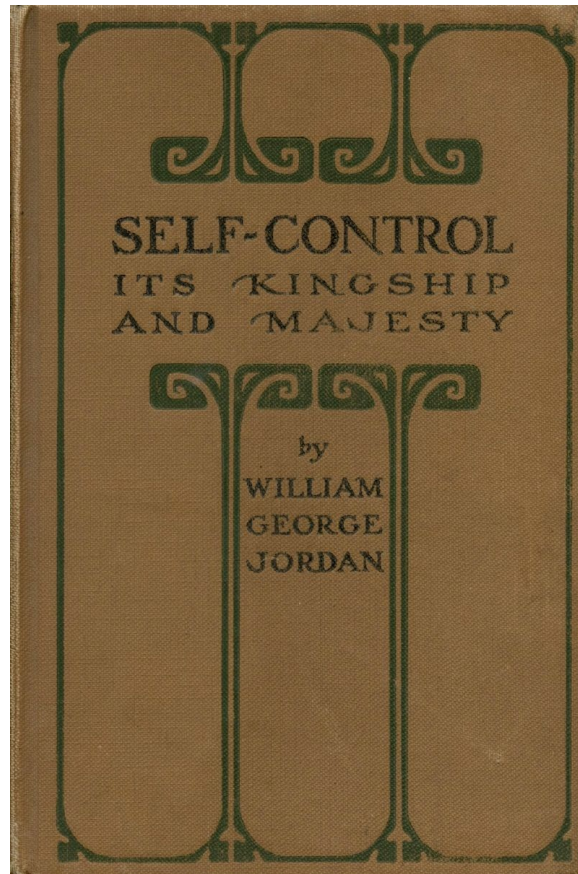 SELF-CONTROL
ITS KINGSHIP
AND MAJESTY
by
WILLIAM
GEORGE
JORDAN